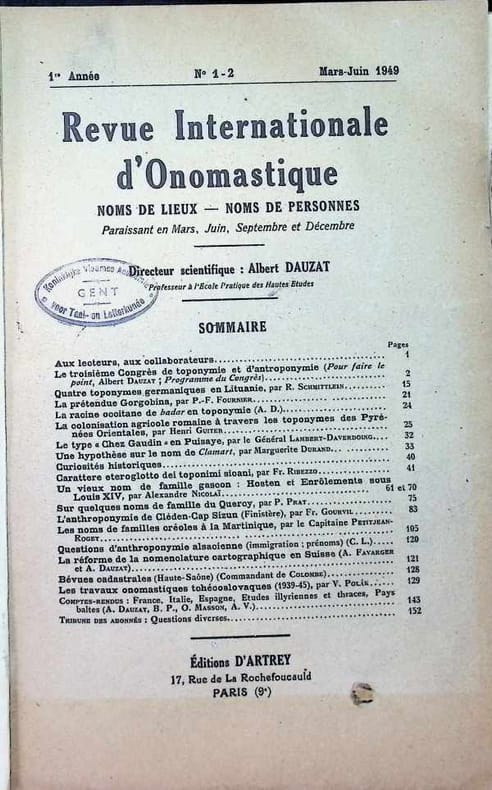 1re Année N° 1-2 Mars-Juin 1949
Revue Internationale
d'Onomastique
NOMS DE LIEUX — NOMS DE PERSONNES
Paraissant en Mars, Juin, Septembre et Décembre
Directeur scientifique : Albert DAUZAT
Professeur à l'Ecole Pratique des Hautes Etudes
Koninklijke Vlaamse Academie
GENT
voor Taal- en Letterkunde
SOMMAIRE
Pages
Aux lecteurs, aux collaborateurs 1
Le troisième Congrès de toponymie et d'antroponymie (Pour faire le
point, Albert DAUZAT ; Programme du Congrès) 2
Quatre toponymes germaniques en Lituanie, par R. SCHMITTLEIN 15
La prétendue Gorgobina, par P.-F. FOURNIER 21
La racine occitane de badar en toponymie (A. D.) 24
La colonisation agricole romaine à travers les toponymes des Pyré-
nées Orientales, par Henri GUITER 25
Le type « Chez Gaudin » en Puisaye, par le Général LAMBERT-DAVERDOING 32
Une hypothèse sur le nom de Clamart, par Marguerite DURAND 33
Curiosités historiques 40
Carattere eteroglotto dei toponimi sloani, par Fr. RIBEZZO 41
Un vieux nom de famille gascon : Hosten et Enrôlements sous
Louis XIV, par Alexandre NICOLAÏ 61 et 70
Sur quelques noms de famille du Quercy, par P. PRAT 75
L'anthroponymie de Cléden-Cap Sizun (Finistère), par Fr. GOURVIL 83
Les noms de familles créoles à la Martinique, par le Capitaine PETITJEAN-
ROGET 105
Questions d'anthroponymie alsacienne (immigration ; prénoms) (C. L.) 120
La réforme de la nomenclature cartographique en Suisse (A. FAVARGER
et A. DAUZAT) 121
Bévues cadastrales (Haute-Saône) (Commandant de COLOMBE) 128
Les travaux onomastiques tchécoslovaques (1939-45), par V. POLÁK 129
COMPTES-RENDUS : France, Italie, Espagne, Etudes illyriennes et thraces, Pays
baltes (A. DAUZAT, B. P., O. MASSON, A. V.) 143
TRIBUNE DES ABONNÉS : Questions diverses 152
Éditions D'ARTREY
17, Rue de La Rochefoucauld
PARIS (9e)